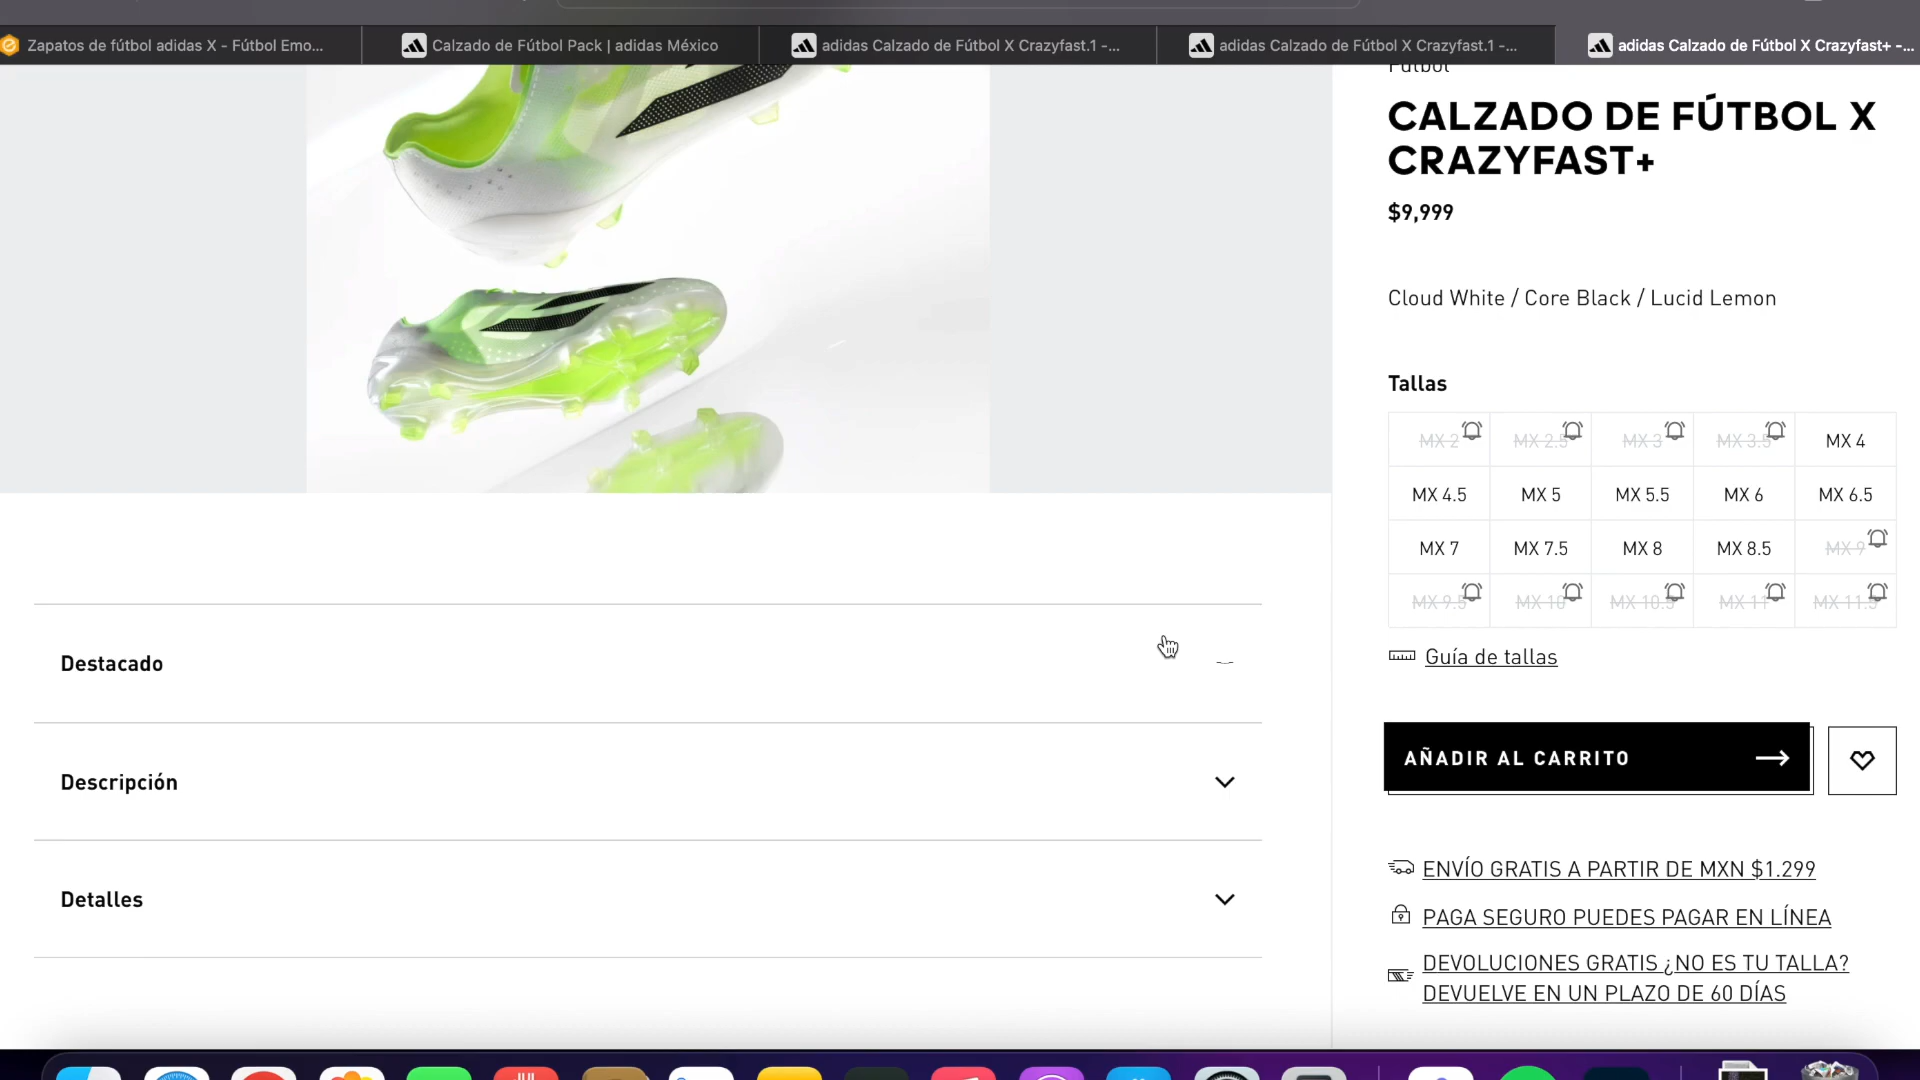 Zapatos de fútbol adidas X - Fútbol Emo...
Calzado de Fútbol Pack | adidas México
adidas Calzado de Fútbol X Crazyfast.1 -...
adidas Calzado de Fútbol X Crazyfast.1 -...
adidas Calzado de Fútbol X Crazyfast+ -...
Fútbol
CALZADO DE FÚTBOL X
CRAZYFAST+
$9,999
Cloud White / Core Black / Lucid Lemon
Tallas
MX 2 MX 2.5 MX 3 MX 3.5 MX 4
MX 4.5 MX 5 MX 5.5 MX 6 MX 6.5
MX 7 MX 7.5 MX 8 MX 8.5 MX 9
MX 9.5 MX 10 MX 10.5 MX 11 MX 11.5
Guía de tallas
AÑADIR AL CARRITO
ENVÍO GRATIS A PARTIR DE MXN $1.299
PAGA SEGURO PUEDES PAGAR EN LÍNEA
DEVOLUCIONES GRATIS ¿NO ES TU TALLA?
DEVUELVE EN UN PLAZO DE 60 DÍAS
Destacado
Descripción
Detalles